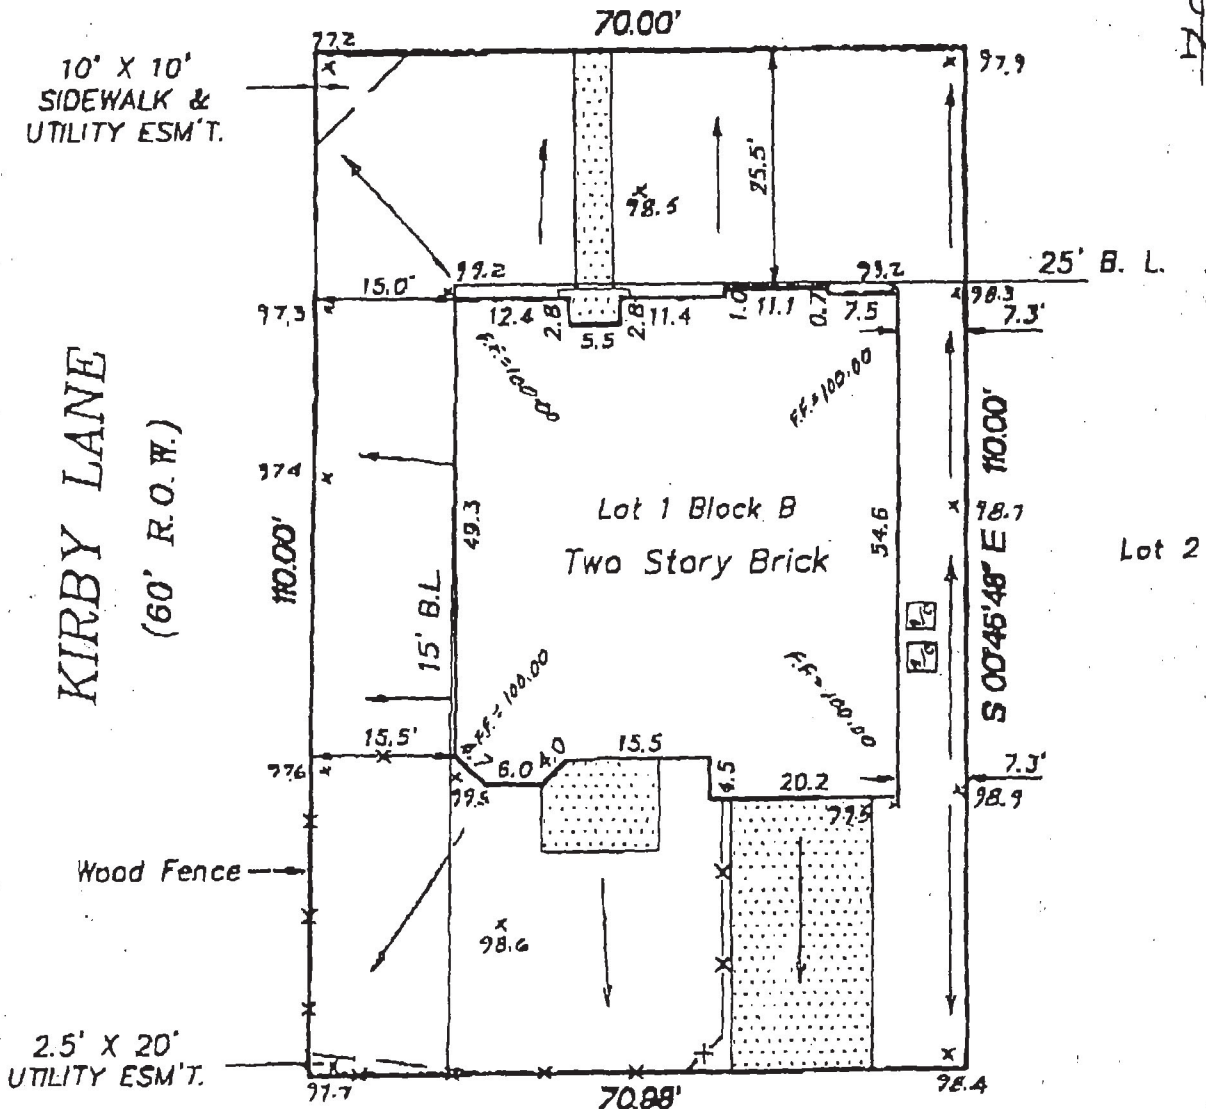 70.00'
77.2
97.9
10' X 10'
SIDEWALK &
UTILITY ESM'T.
25.5'
98.5
99.2
99.2
25' B. L.
15.0'
97.3
98.3
12.4
2.8
5.5
2.8
11.4
1.0
11.1
0.7
7.5
7.3'
F.F.=100.00
F.F.=100.00
KIRBY LANE
(60' R.O.W.)
97.4
110.00'
49.3
15' B.L.
Lot 1 Block B
Two Story Brick
54.6
98.7
S 00°46'48" E 110.00'
Lot 2
A/C
A/C
A/C
F.F.=100.00
F.F.=100.00
15.5'
97.6
6.0
4.0
15.5
4.5
20.2
7.3'
99.5
99.5
98.9
Wood Fence
98.6
2.5' X 20'
UTILITY ESM'T.
97.7
98.4
70.88'